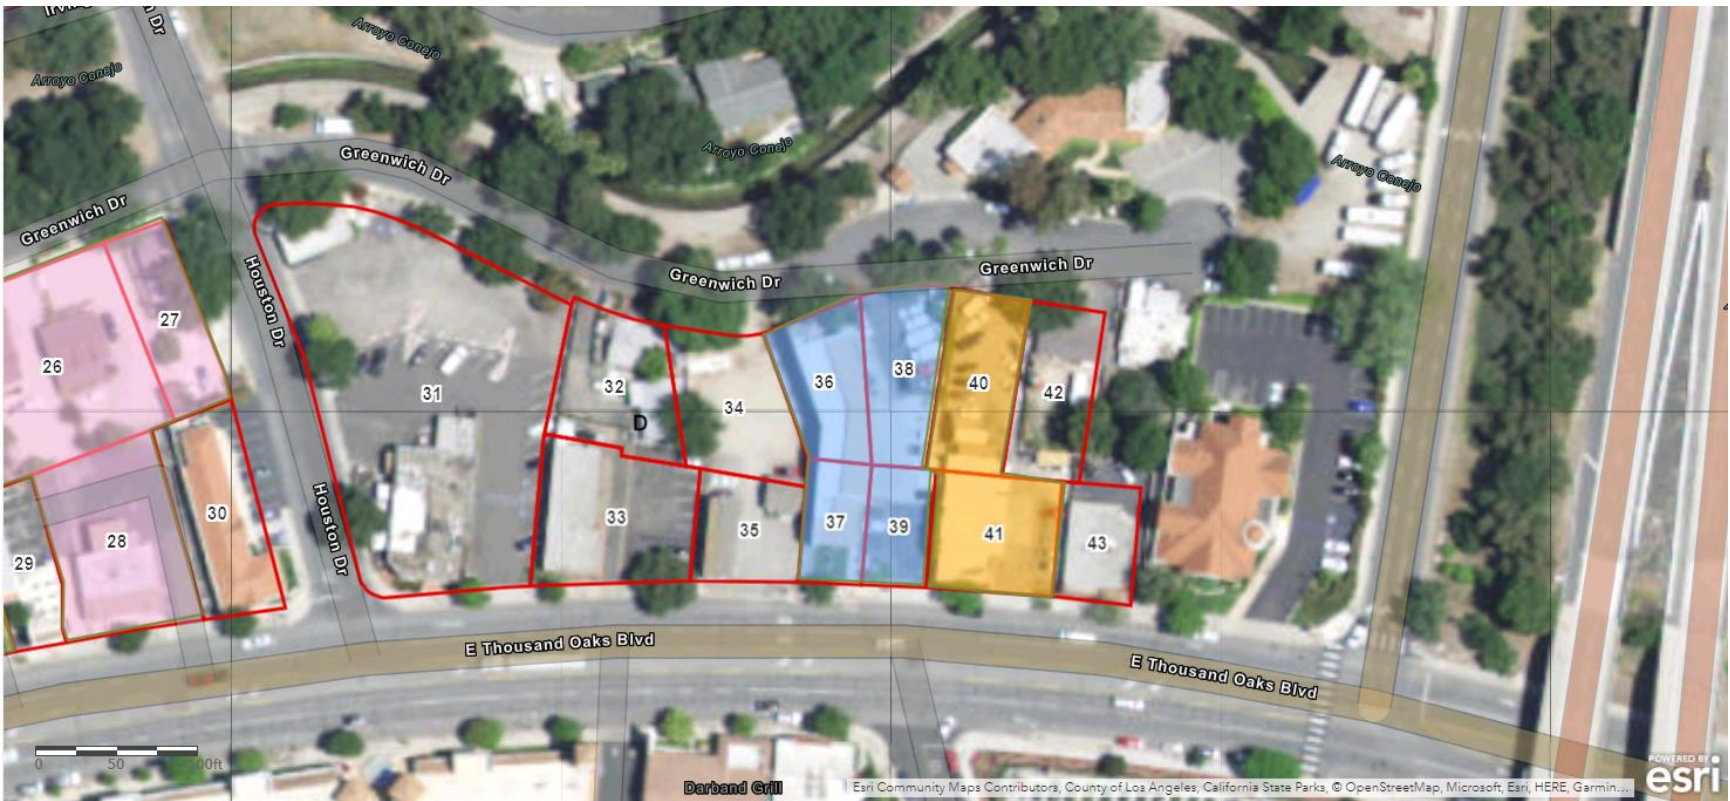 Irvin
n Dr
Arroyo Conejo
Arroyo Conejo
Greenwich Dr
Arroyo Conejo
Arroyo Conejo
Greenwich Dr
Houston Dr
Greenwich Dr
Greenwich Dr
27
26
31
32
D
34
36
38
40
42
30
28
29
Houston Dr
33
35
37
39
41
43
E Thousand Oaks Blvd
E Thousand Oaks Blvd
0 50 100ft
Darband Grill
Esri Community Maps Contributors, County of Los Angeles, California State Parks, © OpenStreetMap, Microsoft, Esri, HERE, Garmin...
POWERED BY
esri